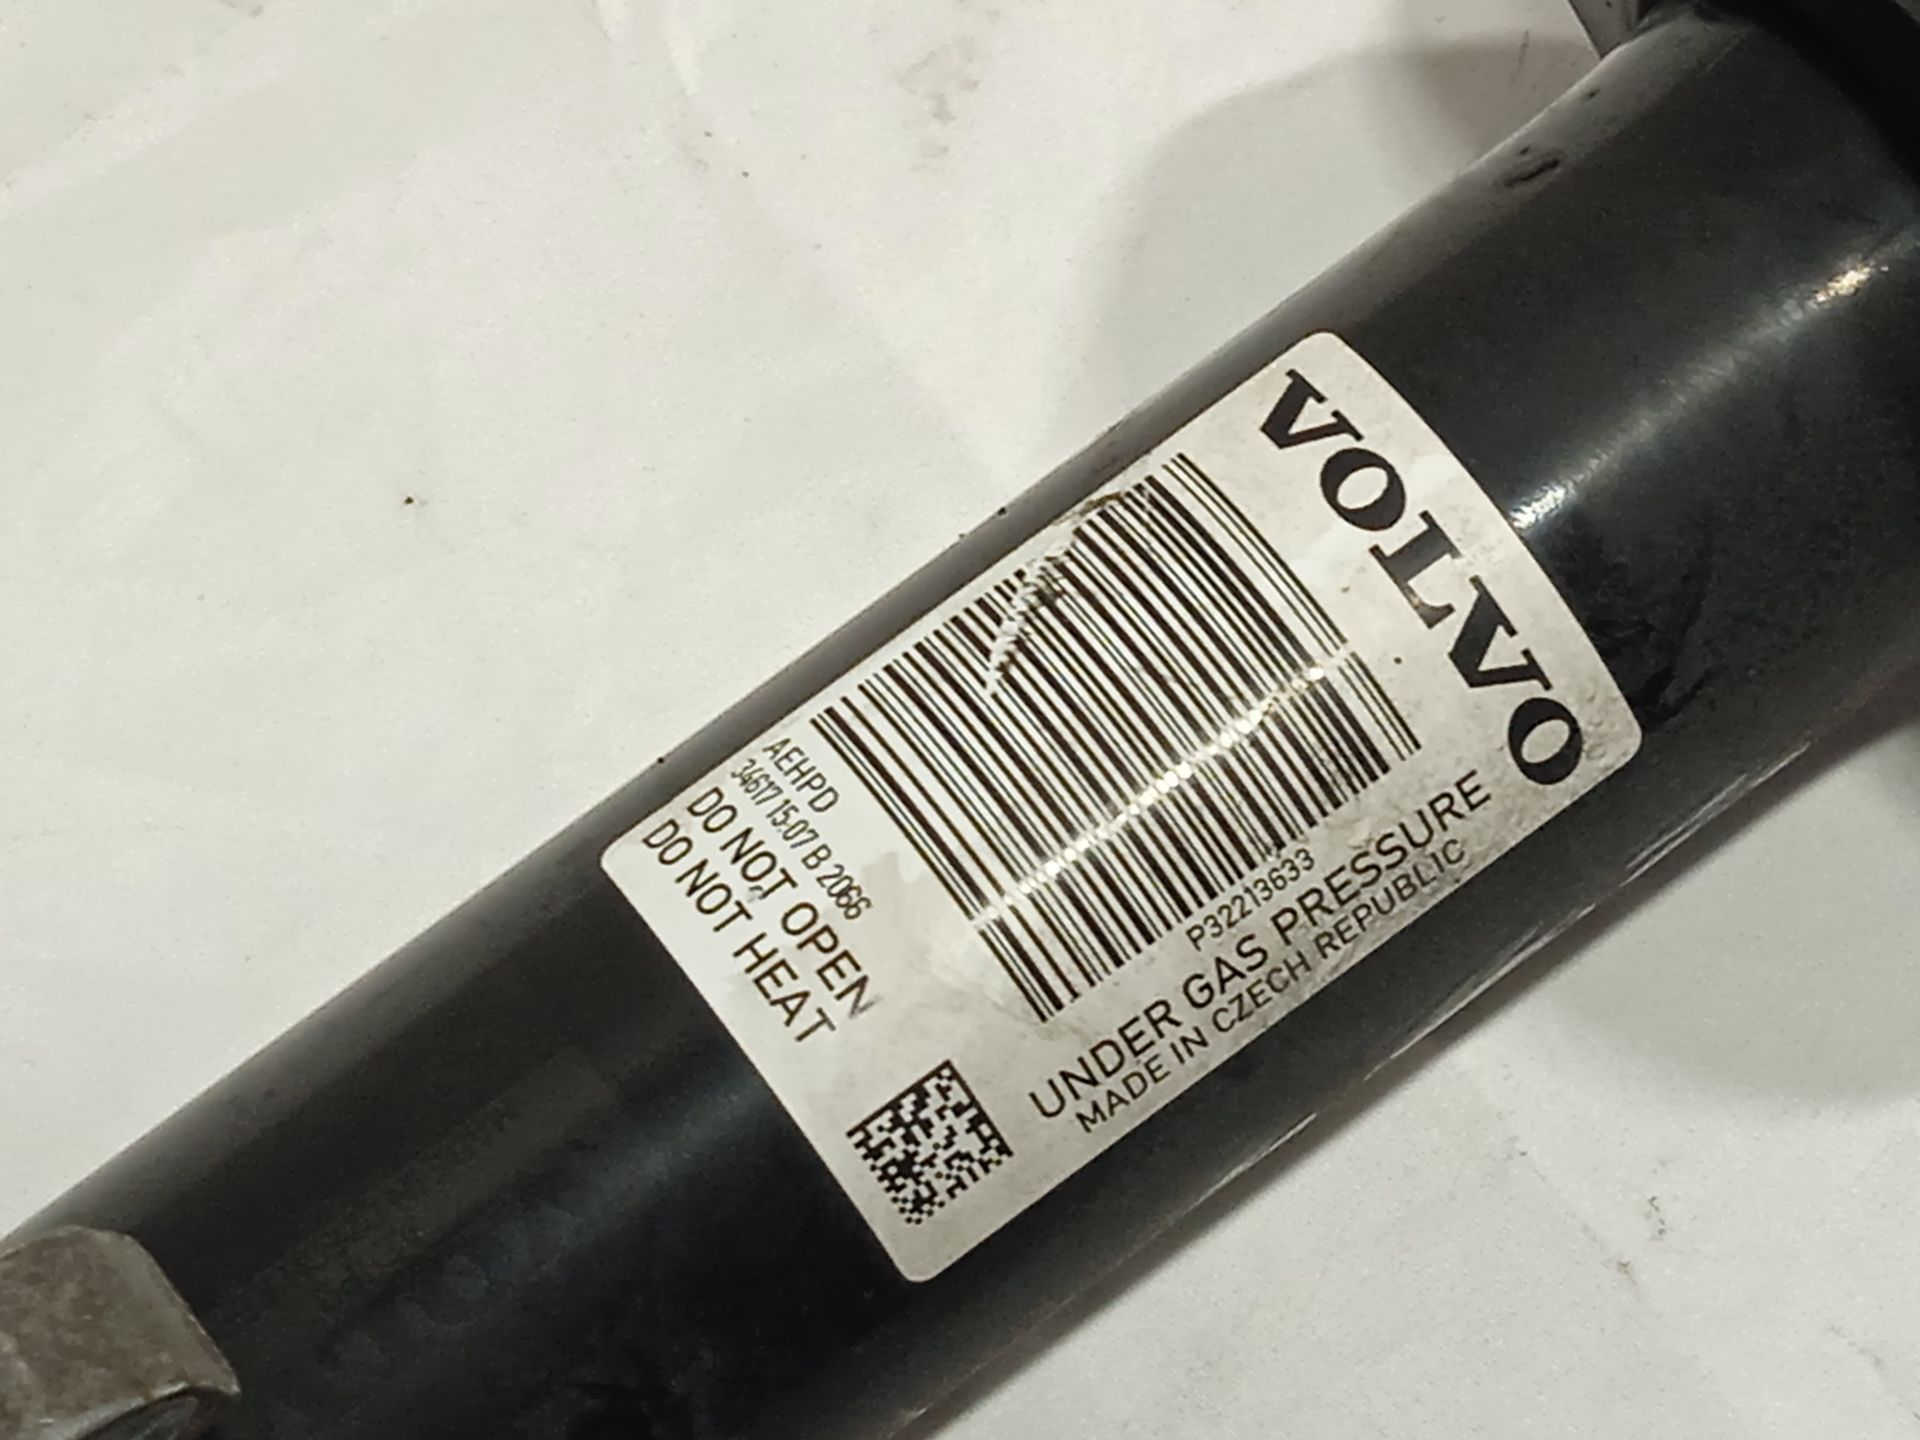 VOLVO
P32213633
UNDER GAS PRESSURE
MADE IN CZECH REPUBLIC
AEHPD
34617 15-07 B 2066
DO NOT OPEN
DO NOT HEAT